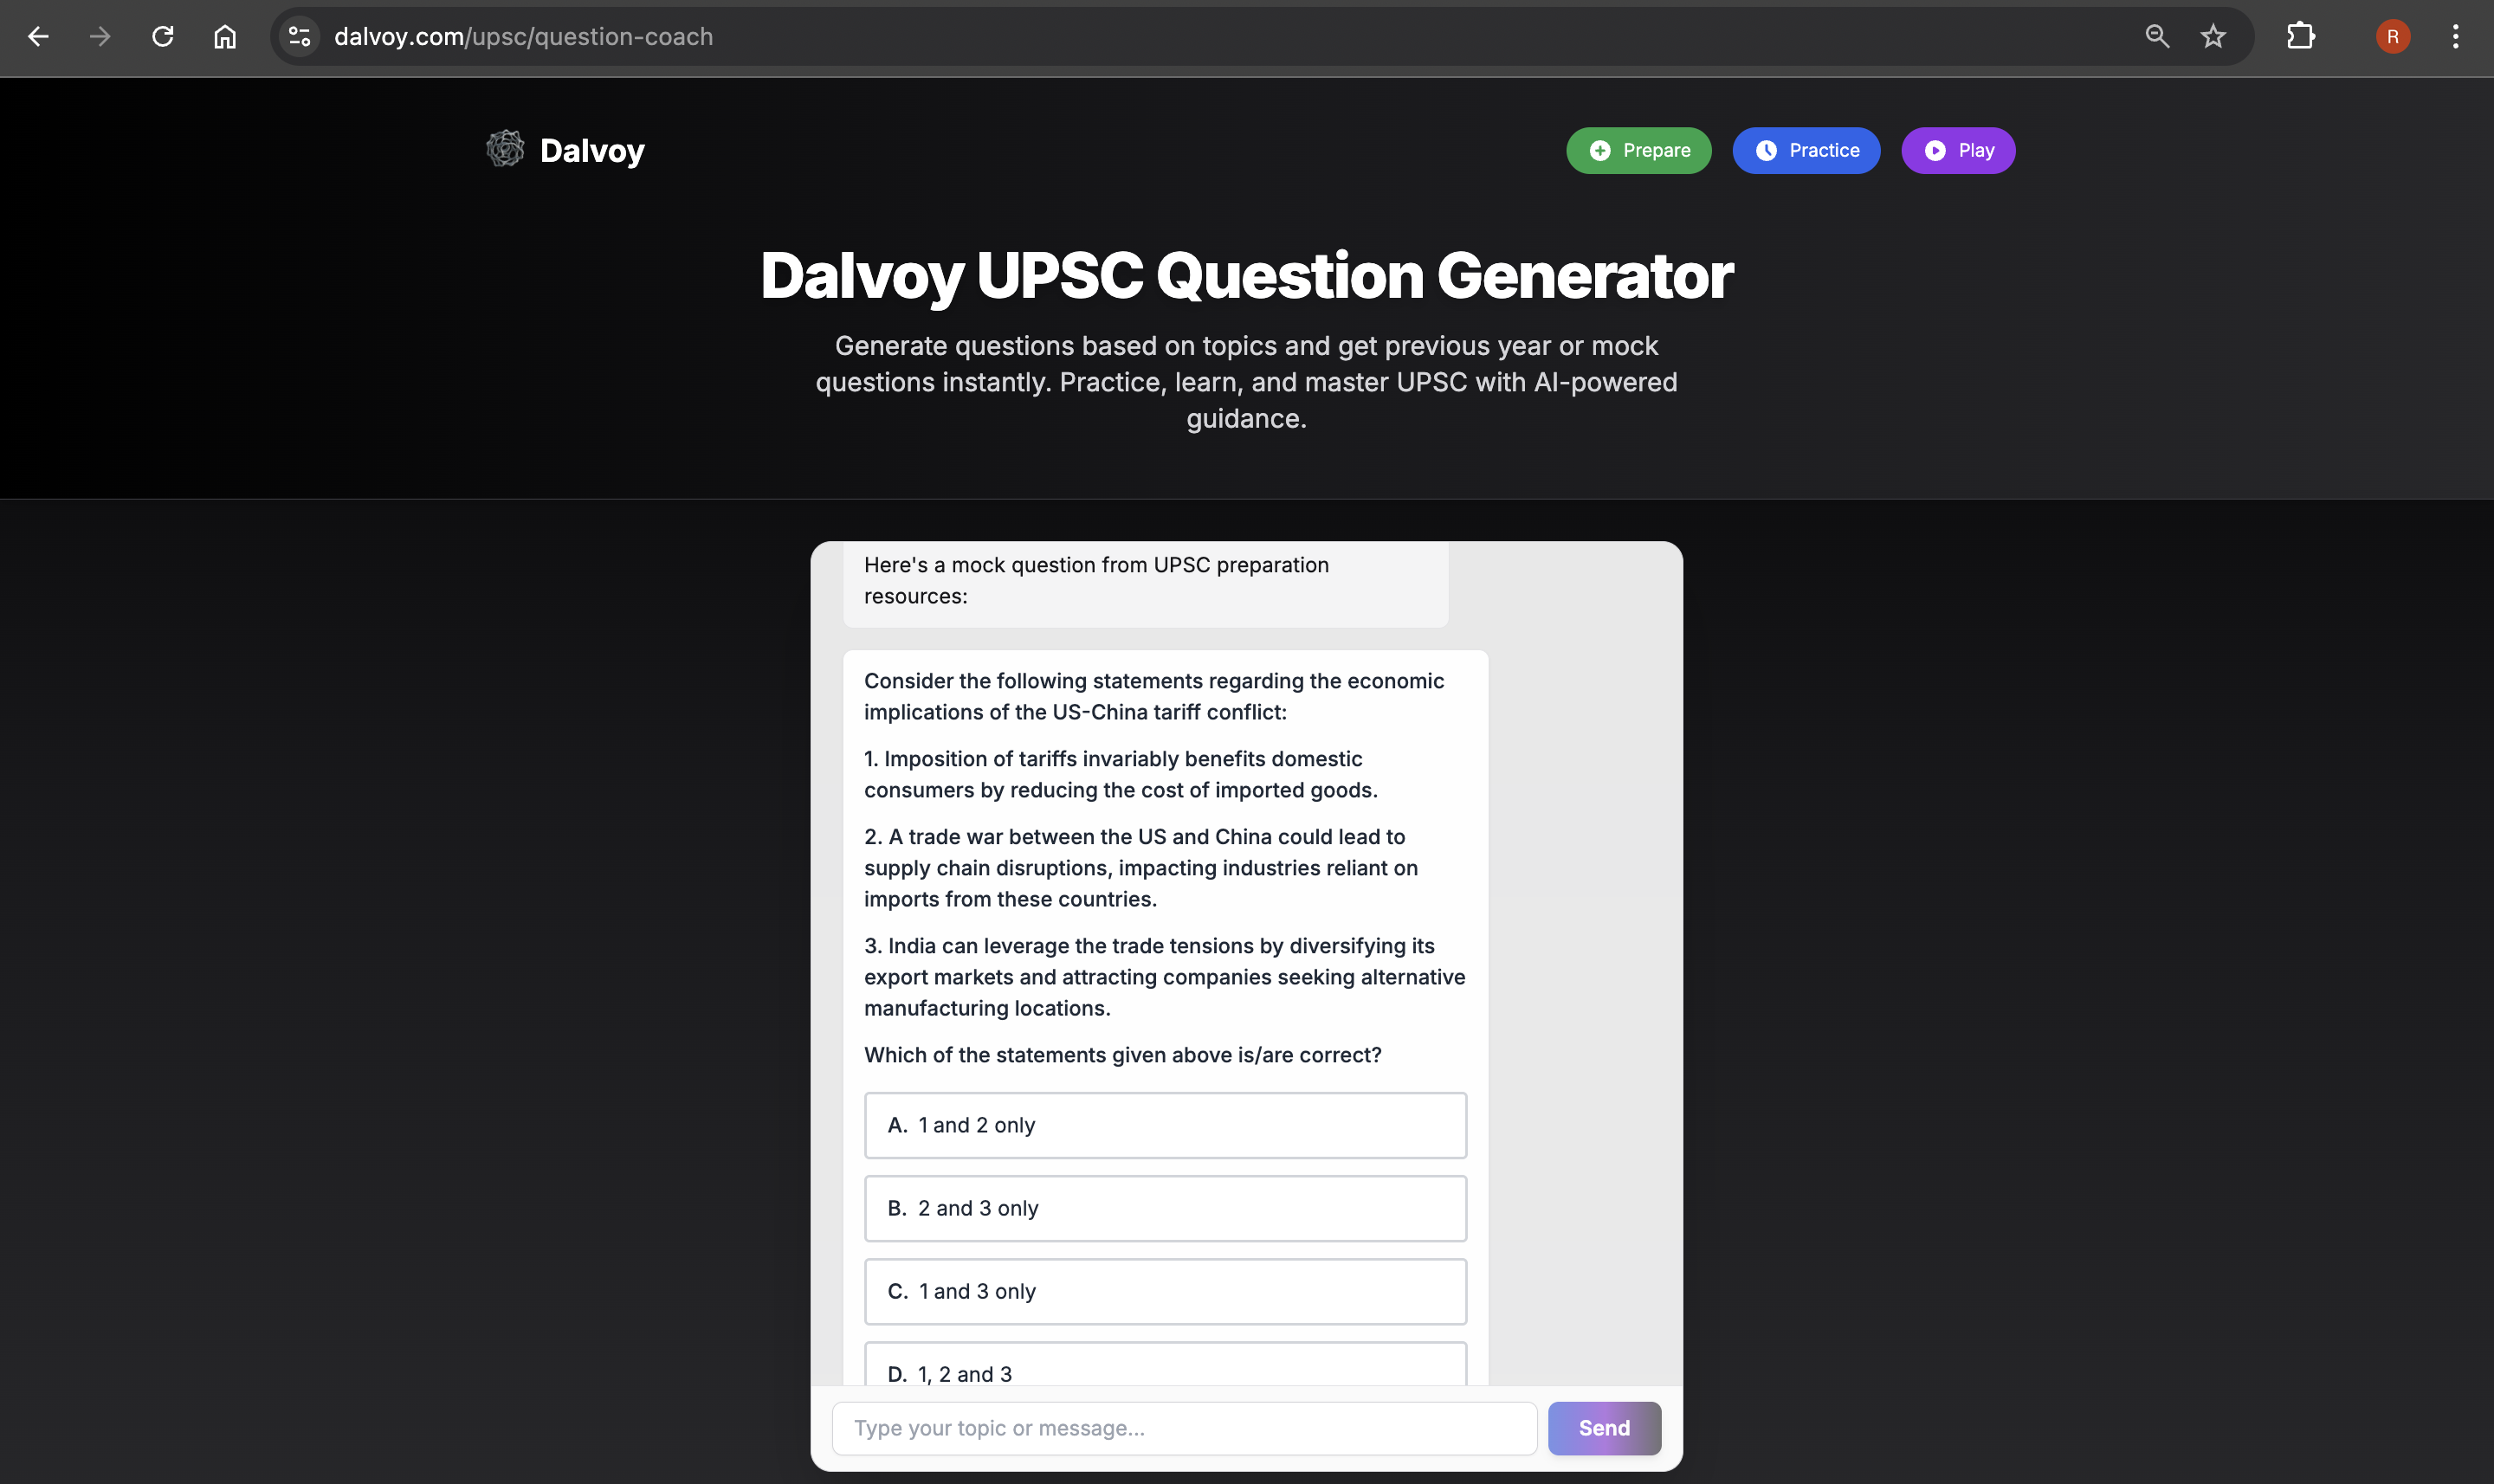 dalvoy.com/upsc/question-coach
R
Dalvoy
Prepare
Practice
Play
Dalvoy UPSC Question Generator
Generate questions based on topics and get previous year or mock
questions instantly. Practice, learn, and master UPSC with AI-powered
guidance.
Here's a mock question from UPSC preparation
resources:
Consider the following statements regarding the economic
implications of the US-China tariff conflict:
1. Imposition of tariffs invariably benefits domestic
consumers by reducing the cost of imported goods.
2. A trade war between the US and China could lead to
supply chain disruptions, impacting industries reliant on
imports from these countries.
3. India can leverage the trade tensions by diversifying its
export markets and attracting companies seeking alternative
manufacturing locations.
Which of the statements given above is/are correct?
A. 1 and 2 only
B. 2 and 3 only
C. 1 and 3 only
D. 1, 2 and 3
Type your topic or message...
Send